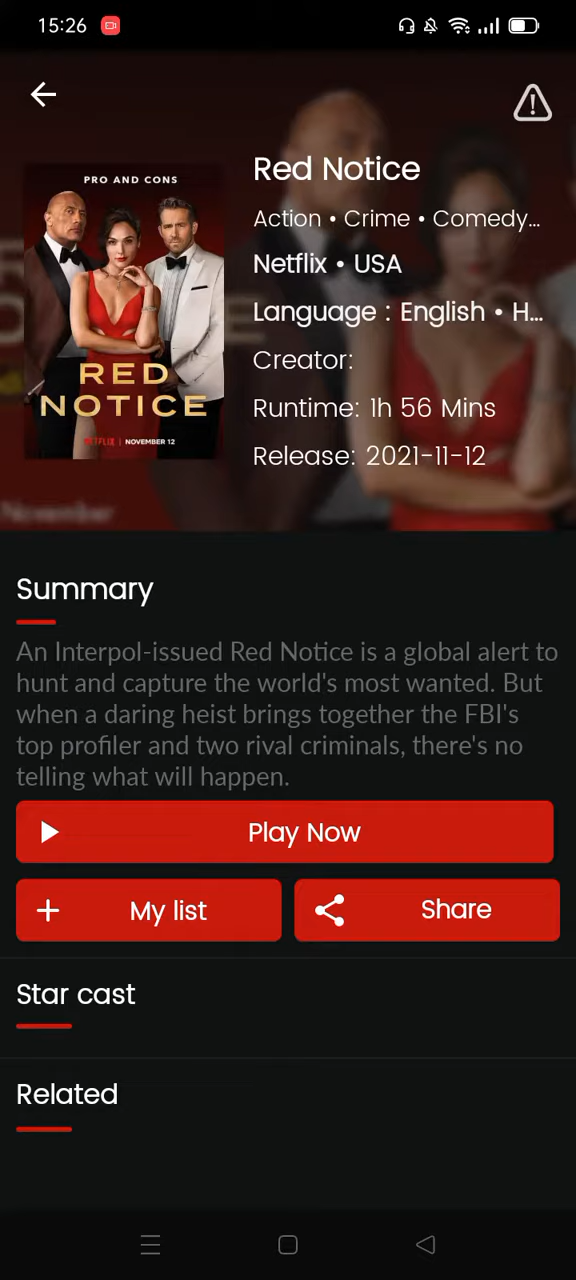 15:26
Red Notice
Action • Crime • Comedy...
Netflix • USA
Language : English • H...
Creator:
Runtime: 1h 56 Mins
Release: 2021-11-12
PRO AND CONS
RED
NOTICE
NETFLIX | NOVEMBER 12
November
Summary
An Interpol-issued Red Notice is a global alert to
hunt and capture the world's most wanted. But
when a daring heist brings together the FBI's
top profiler and two rival criminals, there's no
telling what will happen.
Play Now
My list
Share
Star cast
Related